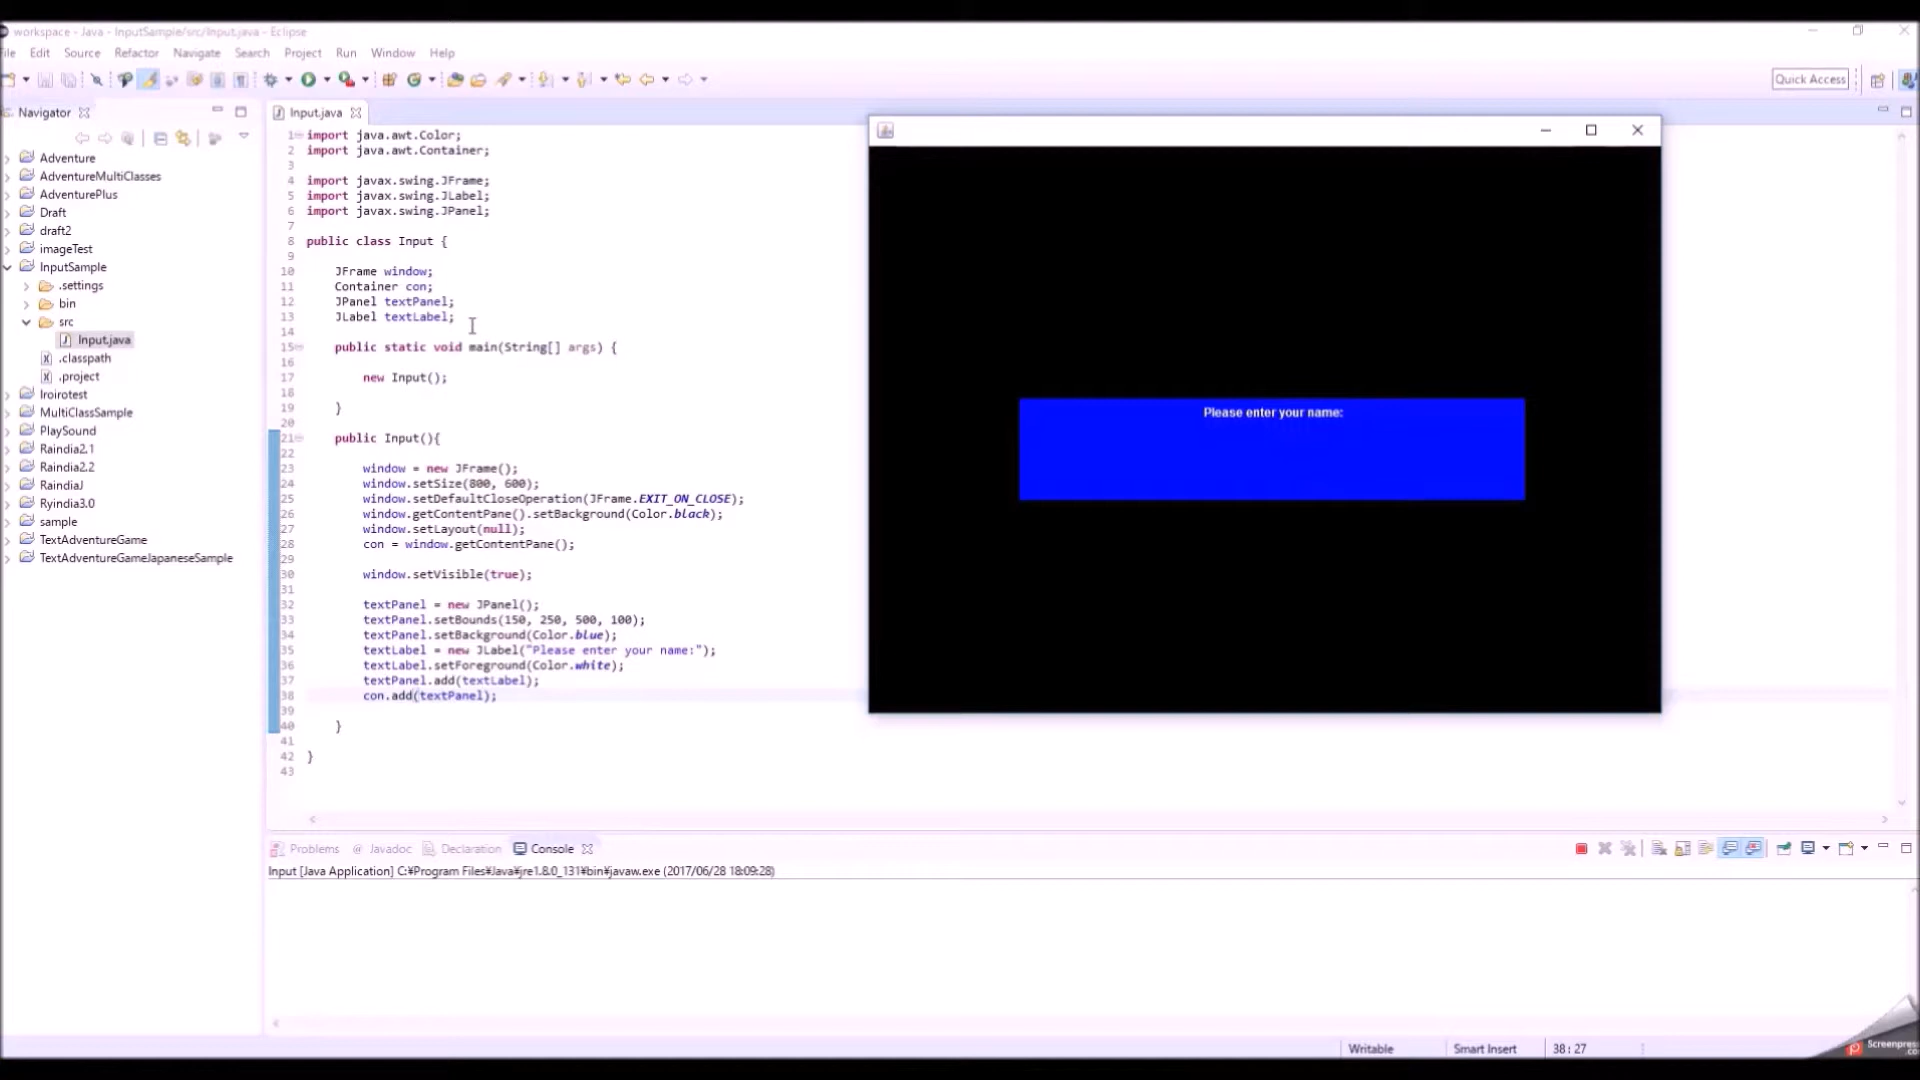 workspace - Java - InputSample/src/Input.java - Eclipse
File Edit Source Refactor Navigate Search Project Run Window Help
Quick Access
Navigator
Adventure
AdventureMultiClasses
AdventurePlus
Draft
draft2
imageTest
InputSample
.settings
bin
src
Input.java
.classpath
.project
Iroirotest
MultiClassSample
PlaySound
Raindia2.1
Raindia2.2
RaindiaJ
Ryindia3.0
sample
TextAdventureGame
TextAdventureGameJapaneseSample
Input.java
1 import java.awt.Color;
2 import java.awt.Container;
3
4 import javax.swing.JFrame;
5 import javax.swing.JLabel;
6 import javax.swing.JPanel;
7
8 public class Input {
9
10 JFrame window;
11 Container con;
12 JPanel textPanel;
13 JLabel textLabel;
14
15 public static void main(String[] args) {
16
17 new Input();
18
19 }
20
21 public Input(){
22
23 window = new JFrame();
24 window.setSize(800, 600);
25 window.setDefaultCloseOperation(JFrame.EXIT_ON_CLOSE);
26 window.getContentPane().setBackground(Color.black);
27 window.setLayout(null);
28 con = window.getContentPane();
29
30 window.setVisible(true);
31
32 textPanel = new JPanel();
33 textPanel.setBounds(150, 250, 500, 100);
34 textPanel.setBackground(Color.blue);
35 textLabel = new JLabel("Please enter your name:");
36 textLabel.setForeground(Color.white);
37 textPanel.add(textLabel);
38 con.add(textPanel);
39
40 }
41
42 }
43
Please enter your name:
Problems @ Javadoc Declaration Console
Input [Java Application] C:¥Program Files¥Java¥jre1.8.0_131¥bin¥javaw.exe (2017/06/28 18:09:28)
Writable Smart Insert 38 : 27